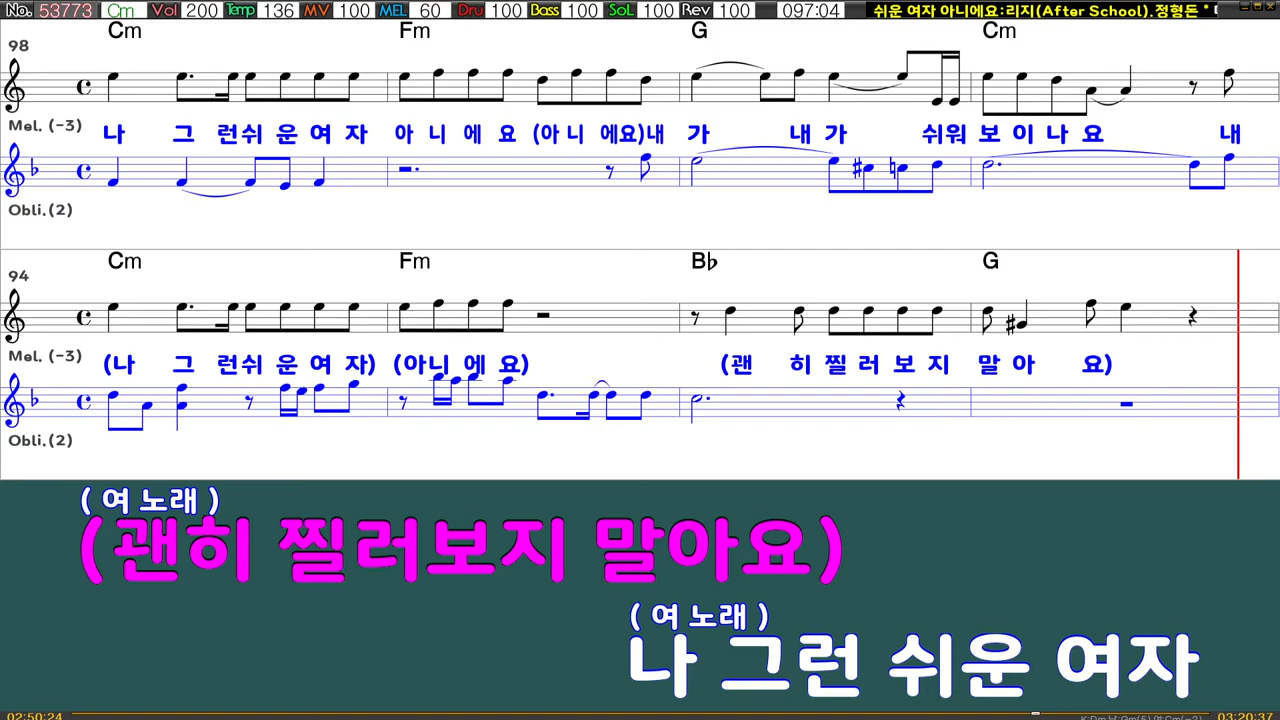 No. 53773 Cm Vol 200 Temp 136 MV 100 MEL 60 Dru 100 Bass 100 SoL 100 Rev 100 097:04 쉬운 여자 아니에요:리지(After School).정형돈 *
Cm Fm G Cm
98
Mel. (-3)
나 그 런쉬 운 여 자 아 니 에 요 (아 니 에요)내 가 내 가 쉬워 보 이 나 요 내
Obli.(2)
Cm Fm B♭ G
94
Mel. (-3)
(나 그 런쉬 운 여 자) (아니 에 요) (괜 히 찔 러 보 지 말 아 요)
Obli.(2)
( 여 노래 )
(괜히 찔러보지 말아요)
( 여 노래 )
나 그런 쉬운 여자
02:50:24 03:20:37